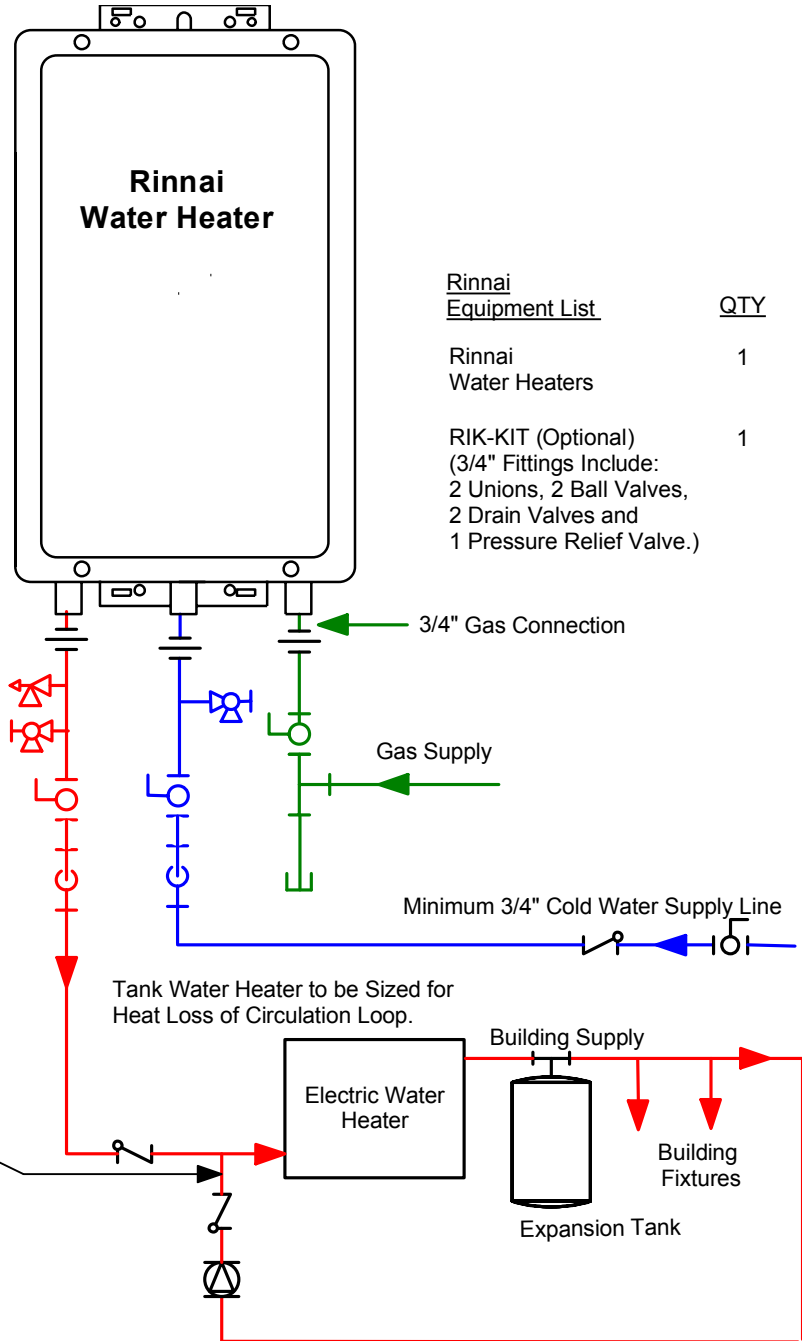 Rinnai
Water Heater
Rinnai
Equipment List QTY
Rinnai 1
Water Heaters
RIK-KIT (Optional) 1
(3/4" Fittings Include:
2 Unions, 2 Ball Valves,
2 Drain Valves and
1 Pressure Relief Valve.)
3/4" Gas Connection
Gas Supply
Minimum 3/4" Cold Water Supply Line
Tank Water Heater to be Sized for
Heat Loss of Circulation Loop.
Building Supply
Electric Water
Heater
Building
Fixtures
Expansion Tank